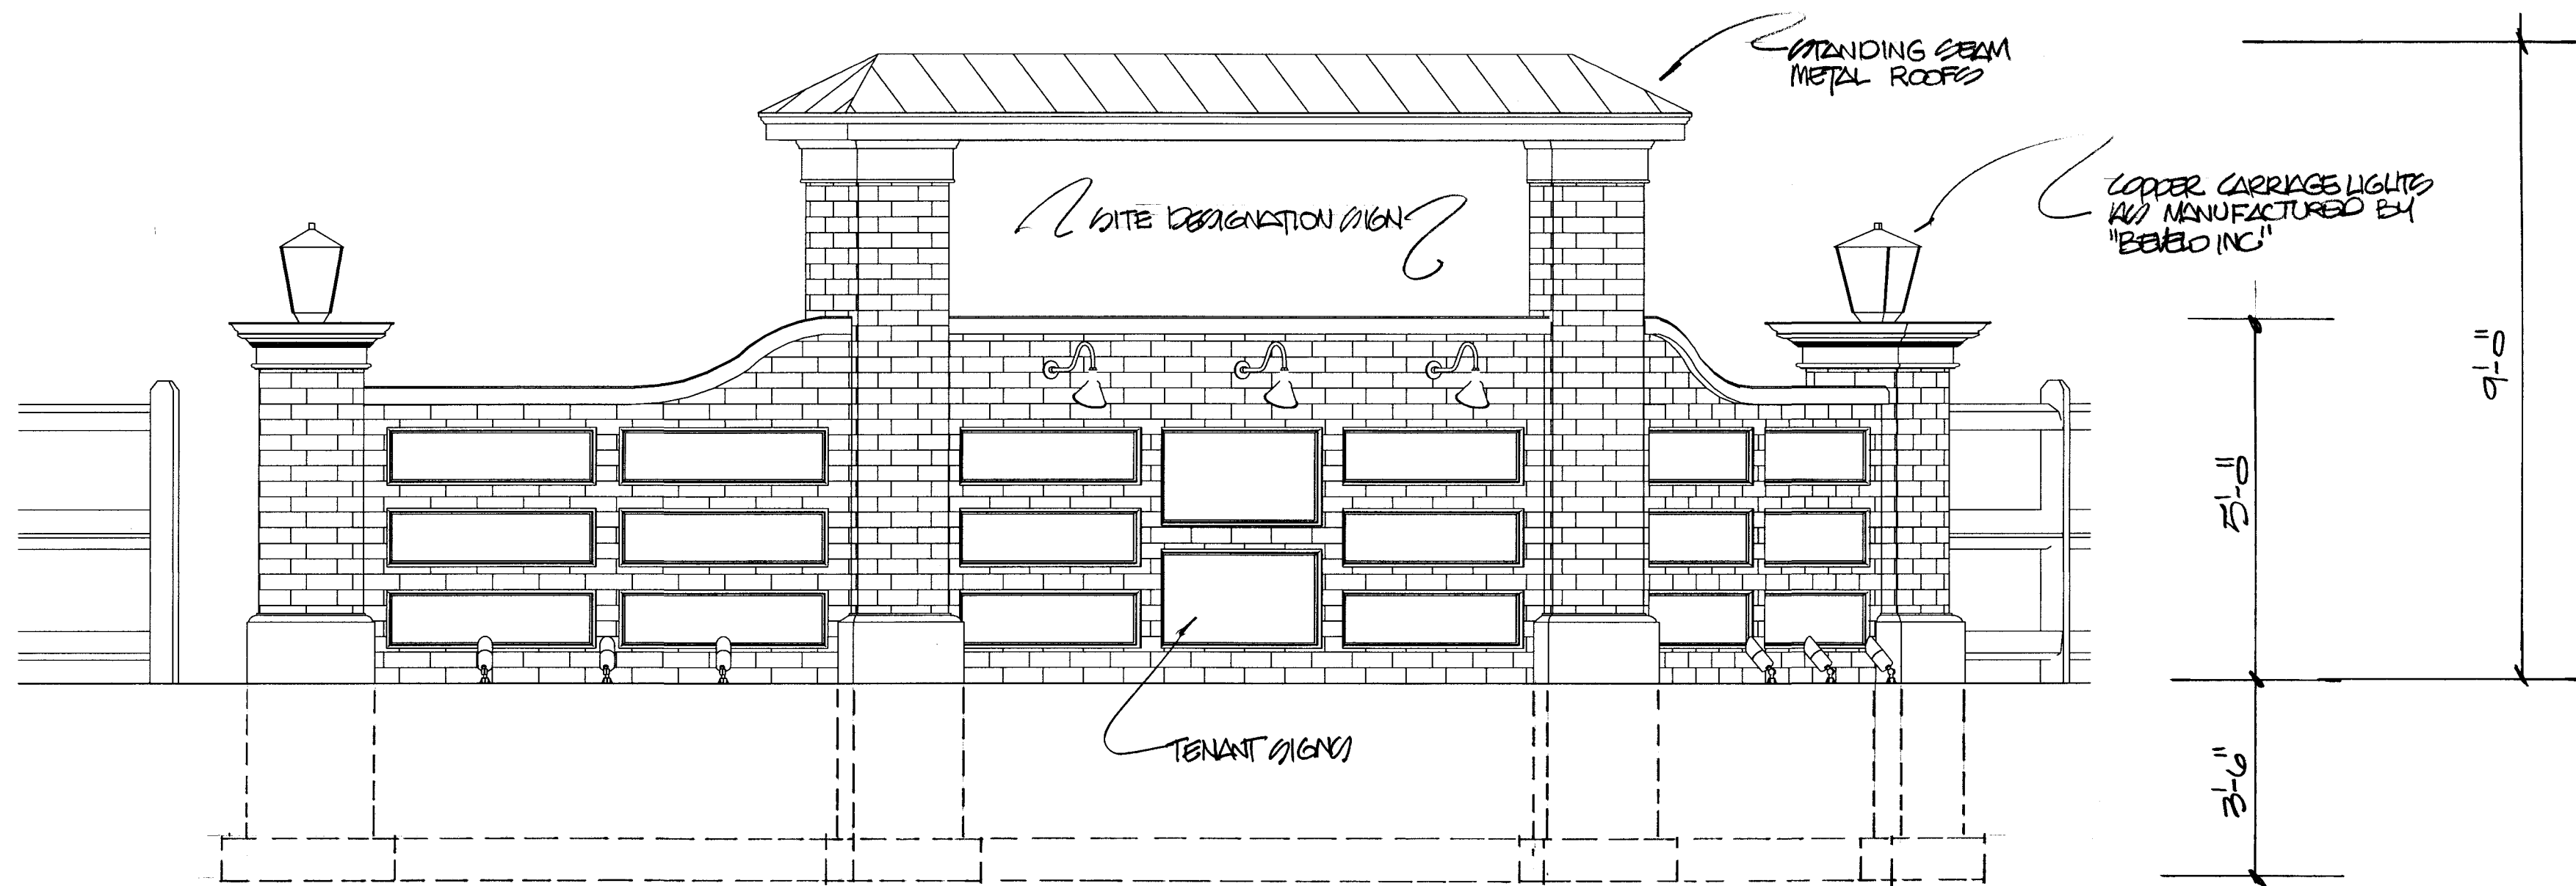 STANDING SEAM
METAL ROOFS
COPPER CARRIAGE LIGHTS
AS MANUFACTURED BY
"BEVELO INC"
SITE DESIGNATION SIGN
9'-0"
5'-0"
3'-6"
TENANT SIGNS